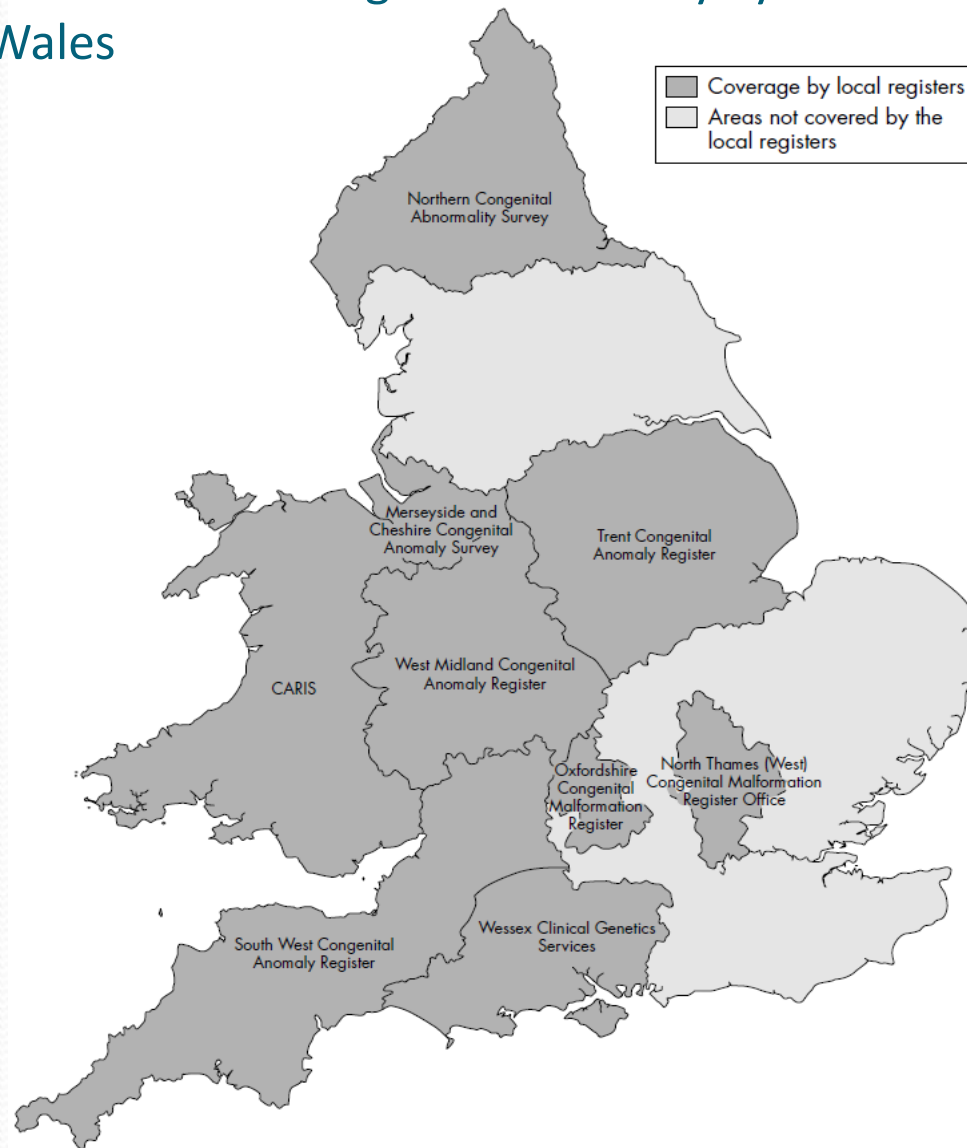 Wales
Coverage by local registers
Areas not covered by the
local registers
Northern Congenital
Abnormality Survey
Merseyside and
Cheshire Congenital
Anomaly Survey
Trent Congenital
Anomaly Register
West Midland Congenital
Anomaly Register
CARIS
Oxfordshire
Congenital
Malformation
Register
North Thames (West)
Congenital Malformation
Register Office
Wessex Clinical Genetics
Services
South West Congenital
Anomaly Register